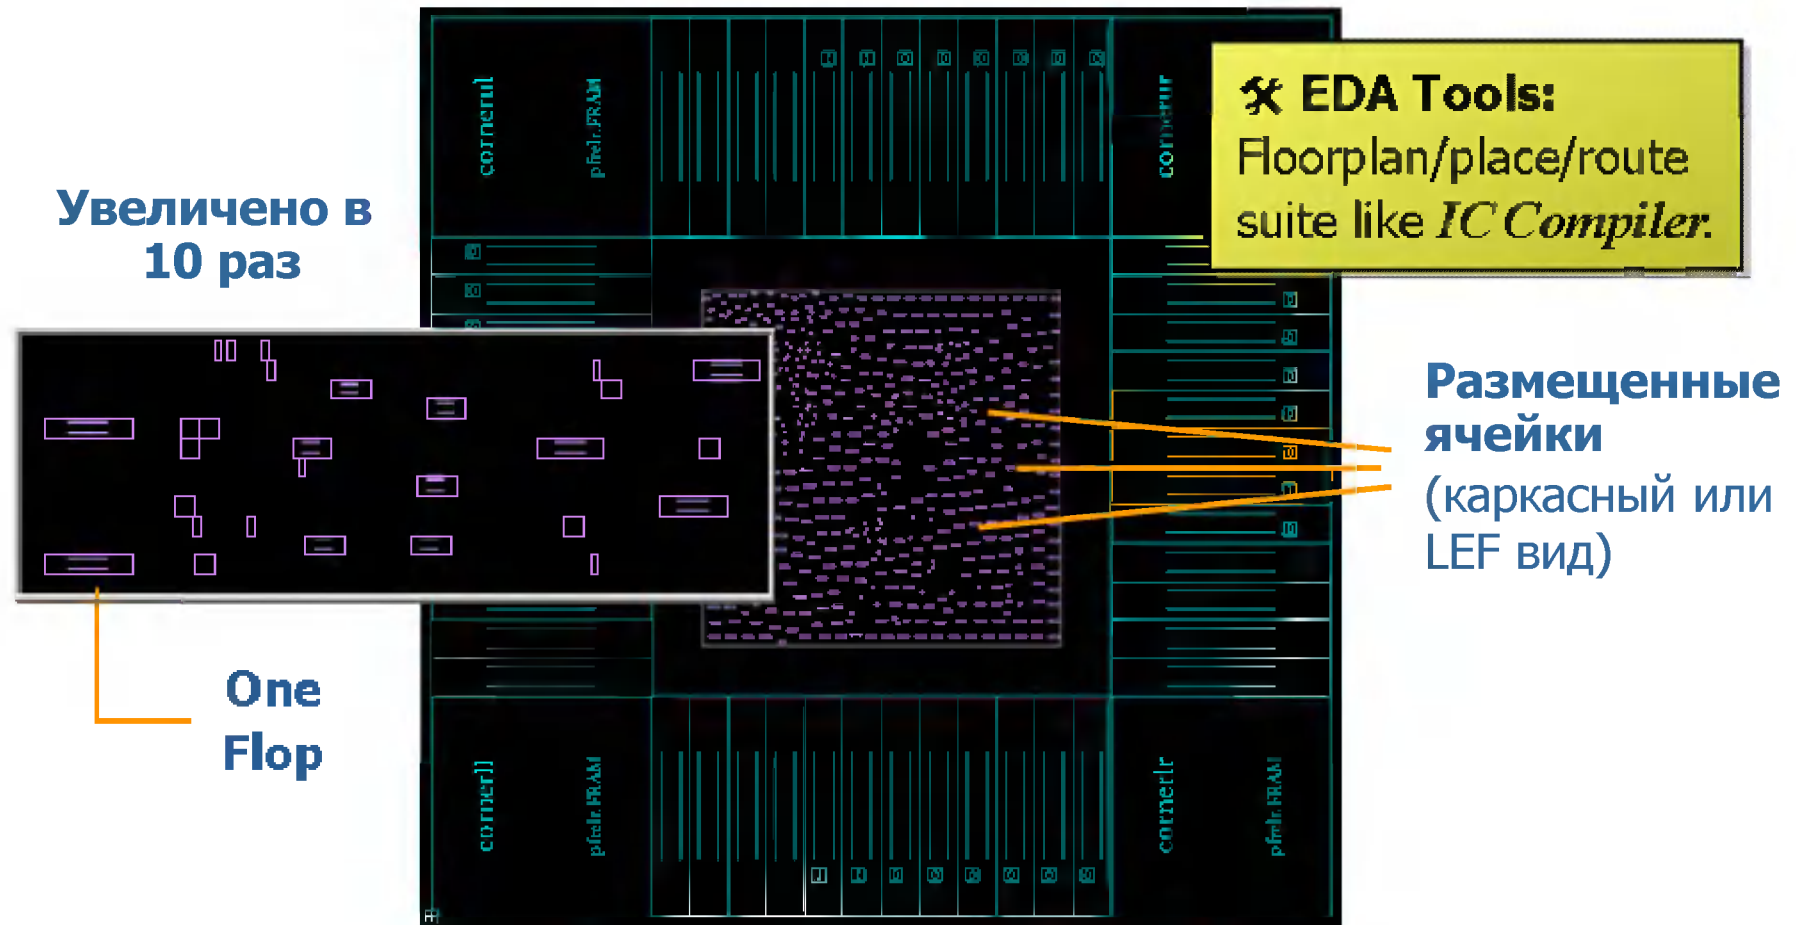 Увеличено в
10 раз
cornerul
pfrelr.FRAM
cornerur
EDA Tools:
Floorplan/place/route
suite like IC Compiler.
Размещенные
ячейки
(каркасный или
LEF вид)
One
Flop
cornerll
pfrelr.FRAM
cornerlr
pfrelr.FRAM